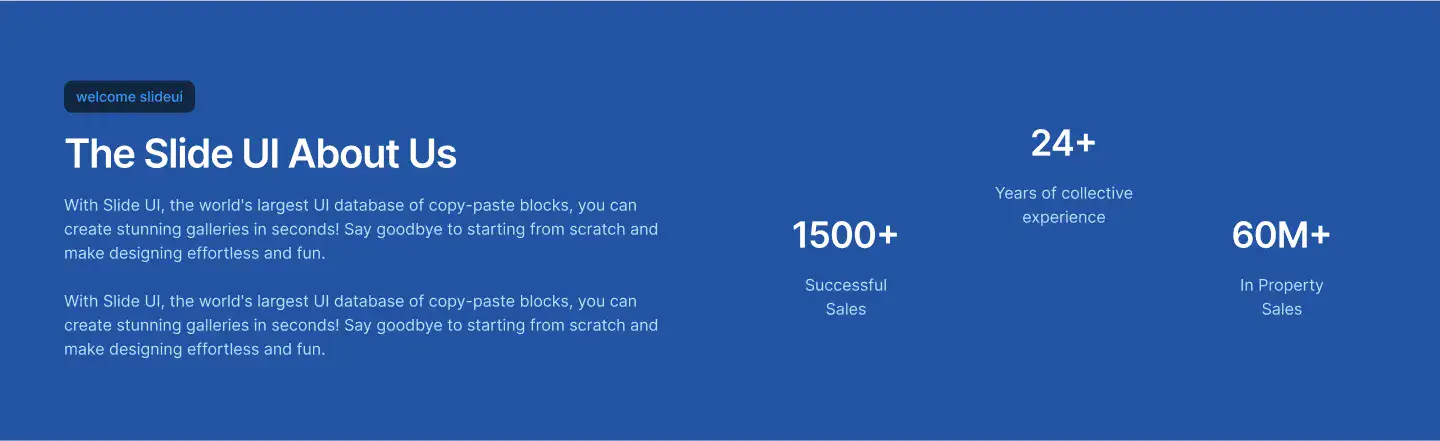 welcome slideui
The Slide UI About Us
With Slide UI, the world's largest UI database of copy-paste blocks, you can
create stunning galleries in seconds! Say goodbye to starting from scratch and
make designing effortless and fun.
With Slide UI, the world's largest UI database of copy-paste blocks, you can
create stunning galleries in seconds! Say goodbye to starting from scratch and
make designing effortless and fun.
1500+
Successful
Sales
24+
Years of collective
experience
60M+
In Property
Sales